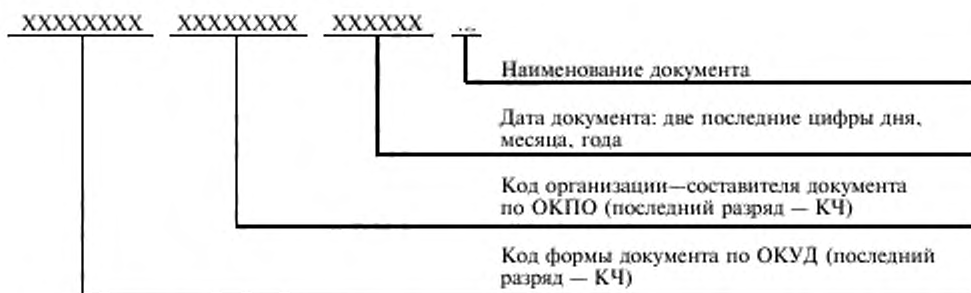 XXXXXXXX XXXXXXXX XXXXXX ...
Наименование документа
Дата документа: две последние цифры дня,
месяца, года
Код организации—составителя документа
по ОКПО (последний разряд — КЧ)
Код формы документа по ОКУД (последний
разряд — КЧ)